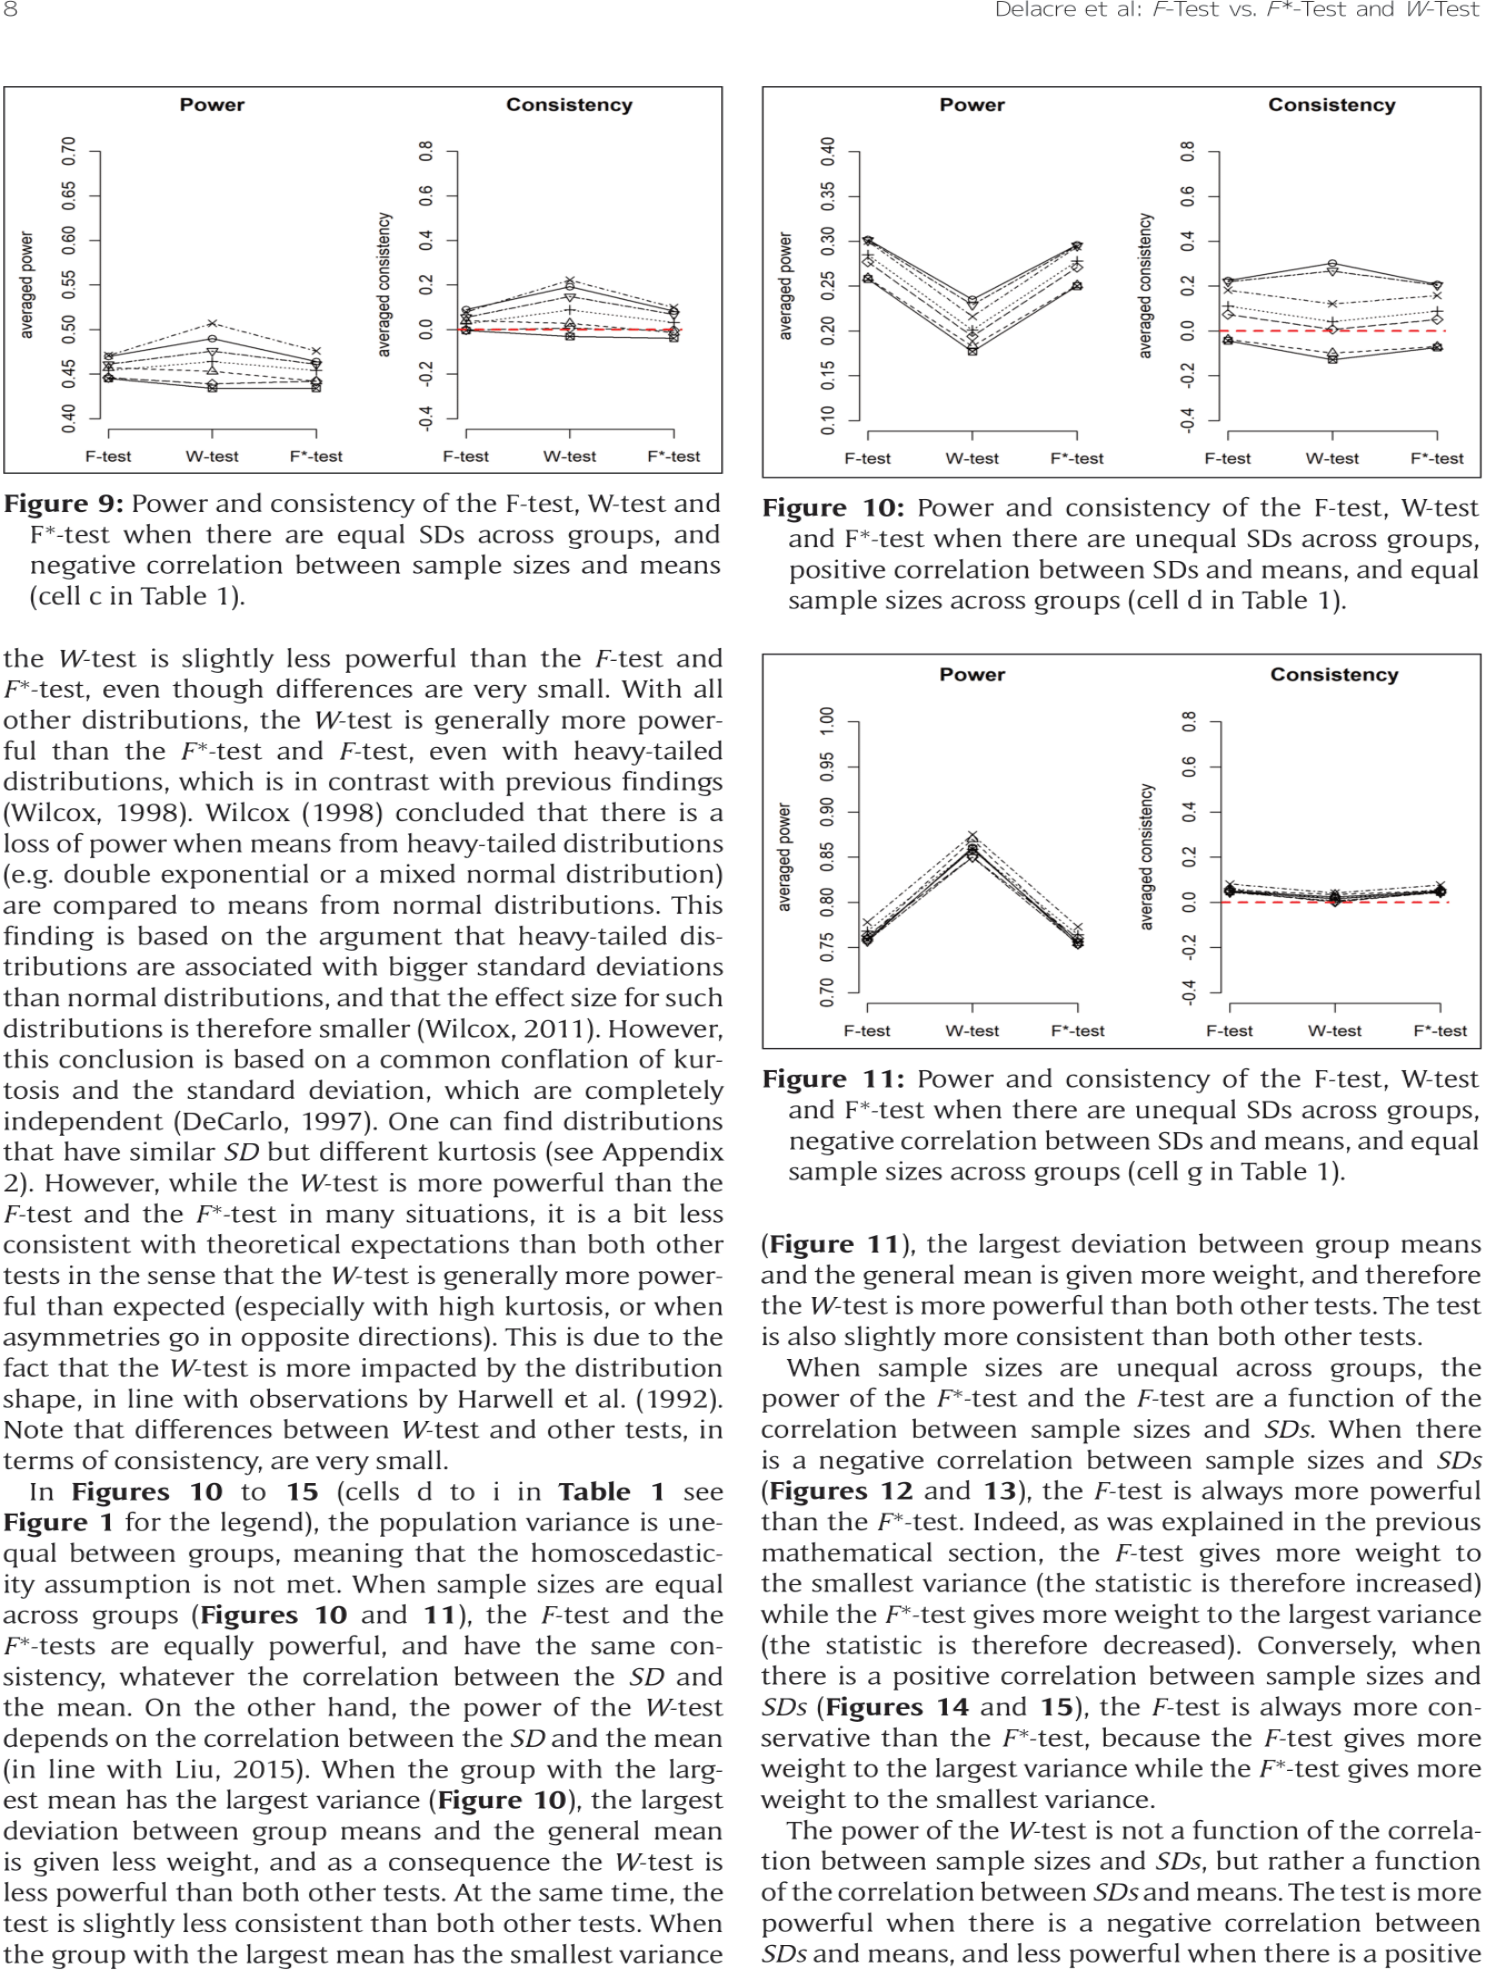 8
Delacre et al: F-Test vs. F*-Test and W-Test
Power
Consistency
averaged power
0.70
0.65
0.60
0.55
0.50
0.45
0.40
F-test
W-test
F*-test
averaged consistency
0.8
0.6
0.4
0.2
0.0
-0.2
-0.4
F-test
W-test
F*-test
Figure 9: Power and consistency of the F-test, W-test and
F*-test when there are equal SDs across groups, and
negative correlation between sample sizes and means
(cell c in Table 1).
the W-test is slightly less powerful than the F-test and
F*-test, even though differences are very small. With all
other distributions, the W-test is generally more power-
ful than the F*-test and F-test, even with heavy-tailed
distributions, which is in contrast with previous findings
(Wilcox, 1998). Wilcox (1998) concluded that there is a
loss of power when means from heavy-tailed distributions
(e.g. double exponential or a mixed normal distribution)
are compared to means from normal distributions. This
finding is based on the argument that heavy-tailed dis-
tributions are associated with bigger standard deviations
than normal distributions, and that the effect size for such
distributions is therefore smaller (Wilcox, 2011). However,
this conclusion is based on a common conflation of kur-
tosis and the standard deviation, which are completely
independent (DeCarlo, 1997). One can find distributions
that have similar SD but different kurtosis (see Appendix
2). However, while the W-test is more powerful than the
F-test and the F*-test in many situations, it is a bit less
consistent with theoretical expectations than both other
tests in the sense that the W-test is generally more power-
ful than expected (especially with high kurtosis, or when
asymmetries go in opposite directions). This is due to the
fact that the W-test is more impacted by the distribution
shape, in line with observations by Harwell et al. (1992).
Note that differences between W-test and other tests, in
terms of consistency, are very small.
In Figures 10 to 15 (cells d to i in Table 1 see
Figure 1 for the legend), the population variance is une-
qual between groups, meaning that the homoscedastic-
ity assumption is not met. When sample sizes are equal
across groups (Figures 10 and 11), the F-test and the
F*-tests are equally powerful, and have the same con-
sistency, whatever the correlation between the SD and
the mean. On the other hand, the power of the W-test
depends on the correlation between the SD and the mean
(in line with Liu, 2015). When the group with the larg-
est mean has the largest variance (Figure 10), the largest
deviation between group means and the general mean
is given less weight, and as a consequence the W-test is
less powerful than both other tests. At the same time, the
test is slightly less consistent than both other tests. When
the group with the largest mean has the smallest variance
Power
Consistency
averaged power
0.40
0.35
0.30
0.25
0.20
0.15
0.10
F-test
W-test
F*-test
averaged consistency
0.8
0.6
0.4
0.2
0.0
-0.2
-0.4
F-test
W-test
F*-test
Figure 10: Power and consistency of the F-test, W-test
and F*-test when there are unequal SDs across groups,
positive correlation between SDs and means, and equal
sample sizes across groups (cell d in Table 1).
Power
Consistency
averaged power
1.00
0.95
0.90
0.85
0.80
0.75
0.70
F-test
W-test
F*-test
averaged consistency
0.8
0.6
0.4
0.2
0.0
-0.2
-0.4
F-test
W-test
F*-test
Figure 11: Power and consistency of the F-test, W-test
and F*-test when there are unequal SDs across groups,
negative correlation between SDs and means, and equal
sample sizes across groups (cell g in Table 1).
(Figure 11), the largest deviation between group means
and the general mean is given more weight, and therefore
the W-test is more powerful than both other tests. The test
is also slightly more consistent than both other tests.
When sample sizes are unequal across groups, the
power of the F*-test and the F-test are a function of the
correlation between sample sizes and SDs. When there
is a negative correlation between sample sizes and SDs
(Figures 12 and 13), the F-test is always more powerful
than the F*-test. Indeed, as was explained in the previous
mathematical section, the F-test gives more weight to
the smallest variance (the statistic is therefore increased)
while the F*-test gives more weight to the largest variance
(the statistic is therefore decreased). Conversely, when
there is a positive correlation between sample sizes and
SDs (Figures 14 and 15), the F-test is always more con-
servative than the F*-test, because the F-test gives more
weight to the largest variance while the F*-test gives more
weight to the smallest variance.
The power of the W-test is not a function of the correla-
tion between sample sizes and SDs, but rather a function
of the correlation between SDs and means. The test is more
powerful when there is a negative correlation between
SDs and means, and less powerful when there is a positive